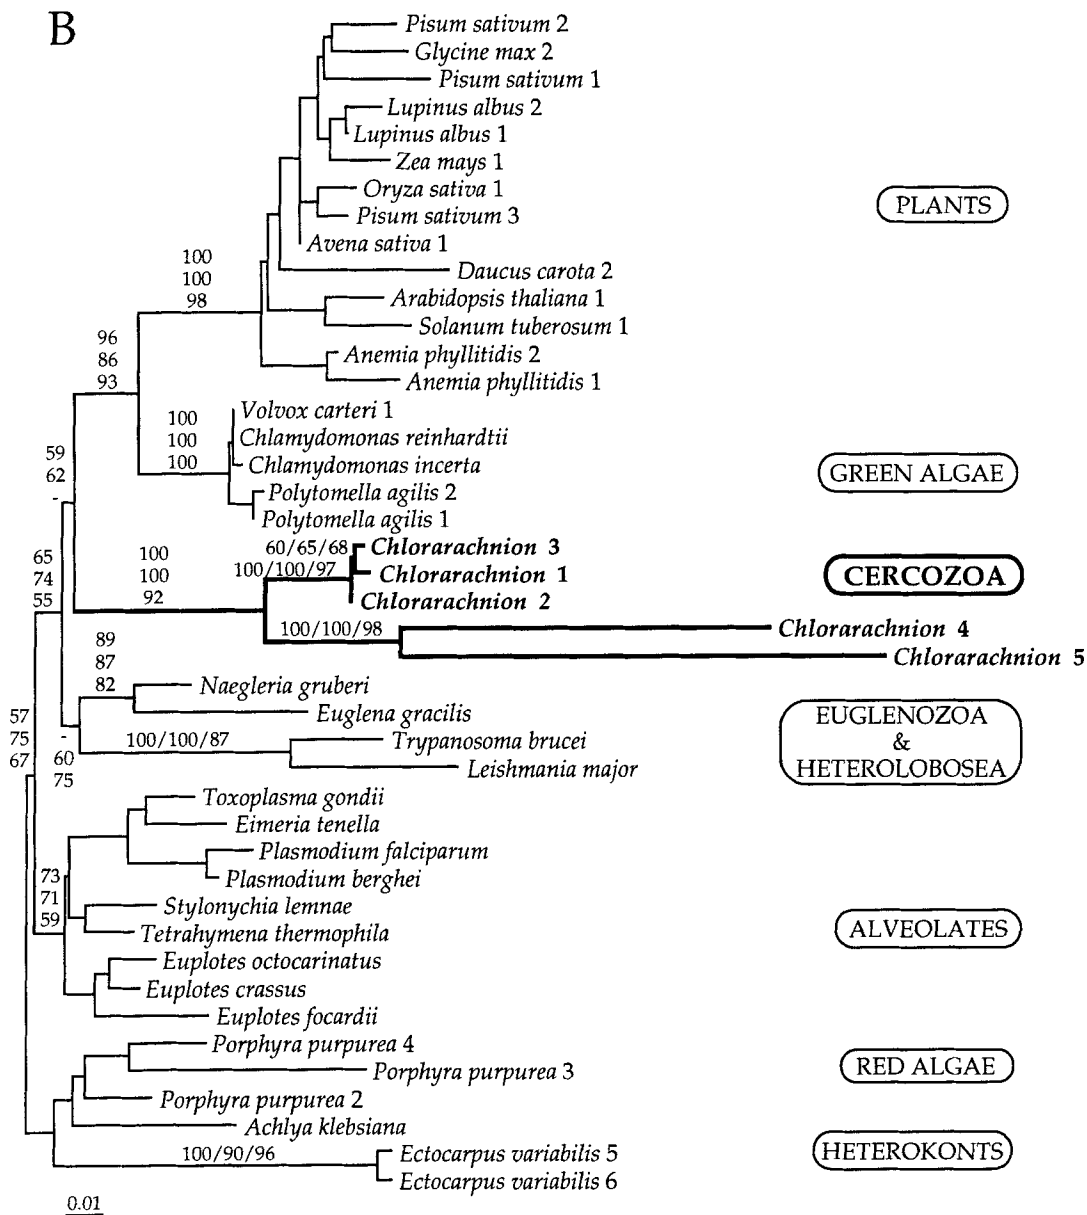 B
Pisum sativum 2
Glycine max 2
Pisum sativum 1
Lupinus albus 2
Lupinus albus 1
Zea mays 1
Oryza sativa 1
PLANTS
Pisum sativum 3
Avena sativa 1
100
100
98
Daucus carota 2
Arabidopsis thaliana 1
Solanum tuberosum 1
96
86
93
Anemia phyllitidis 2
Anemia phyllitidis 1
Volvox carteri 1
100
100
100
Chlamydomonas reinhardtii
Chlamydomonas incerta
GREEN ALGAE
59
62
-
Polytomella agilis 2
Polytomella agilis 1
60/65/68
Chlorarachnion 3
100/100/97
Chlorarachnion 1
CERCOZOA
Chlorarachnion 2
100
100
92
65
74
55
100/100/98
Chlorarachnion 4
Chlorarachnion 5
89
87
82
Naegleria gruberi
Euglena gracilis
EUGLENOZOA
&
HETEROLOBOSEA
57
75
67
100/100/87
Trypanosoma brucei
Leishmania major
-
60
75
Toxoplasma gondii
Eimeria tenella
Plasmodium falciparum
Plasmodium berghei
73
71
59
Stylonychia lemnae
Tetrahymena thermophila
ALVEOLATES
Euplotes octocarinatus
Euplotes crassus
Euplotes focardii
Porphyra purpurea 4
Porphyra purpurea 3
RED ALGAE
Porphyra purpurea 2
Achlya klebsiana
100/90/96
Ectocarpus variabilis 5
HETEROKONTS
Ectocarpus variabilis 6
0.01